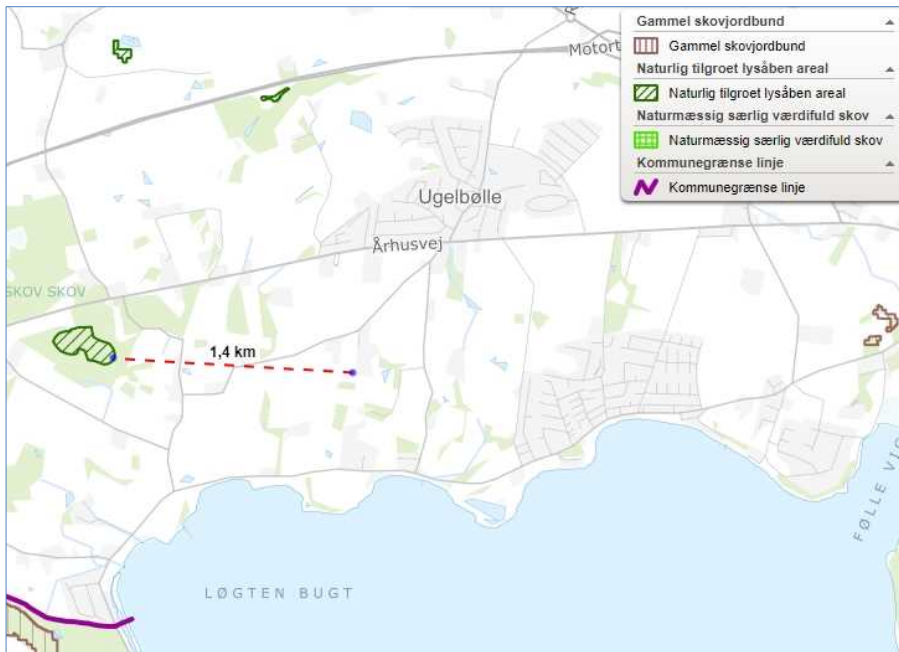 Gammel skovjordbund
Gammel skovjordbund
Naturlig tilgroet lysåben areal
Naturlig tilgroet lysåben areal
Naturmæssig særlig værdifuld skov
Naturmæssig særlig værdifuld skov
Kommunegrænse linje
Kommunegrænse linje
Motort
Ugelbølle
Århusvej
SKOV SKOV
1,4 km
FØLLE VIG
LØGTEN BUGT